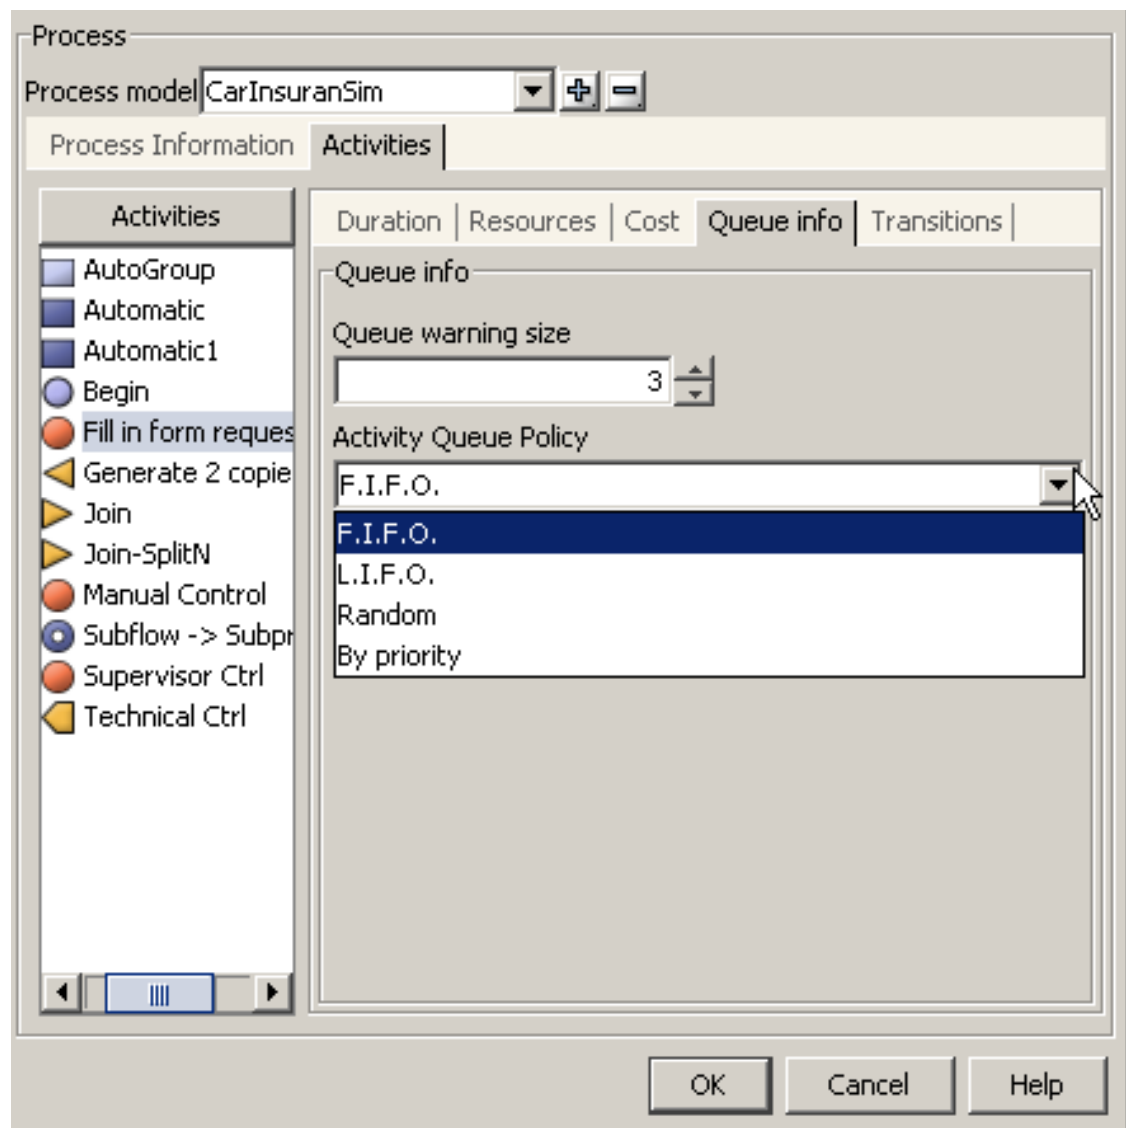 Process
Process model CarInsuranSim
Process Information Activities
Activities
Duration Resources Cost Queue info Transitions
AutoGroup
Automatic
Automatic1
Begin
Fill in form reques
Generate 2 copie
Join
Join-SplitN
Manual Control
Subflow -> Subpr
Supervisor Ctrl
Technical Ctrl
Queue info
Queue warning size
3
Activity Queue Policy
F.I.F.O.
F.I.F.O.
L.I.F.O.
Random
By priority
OK Cancel Help